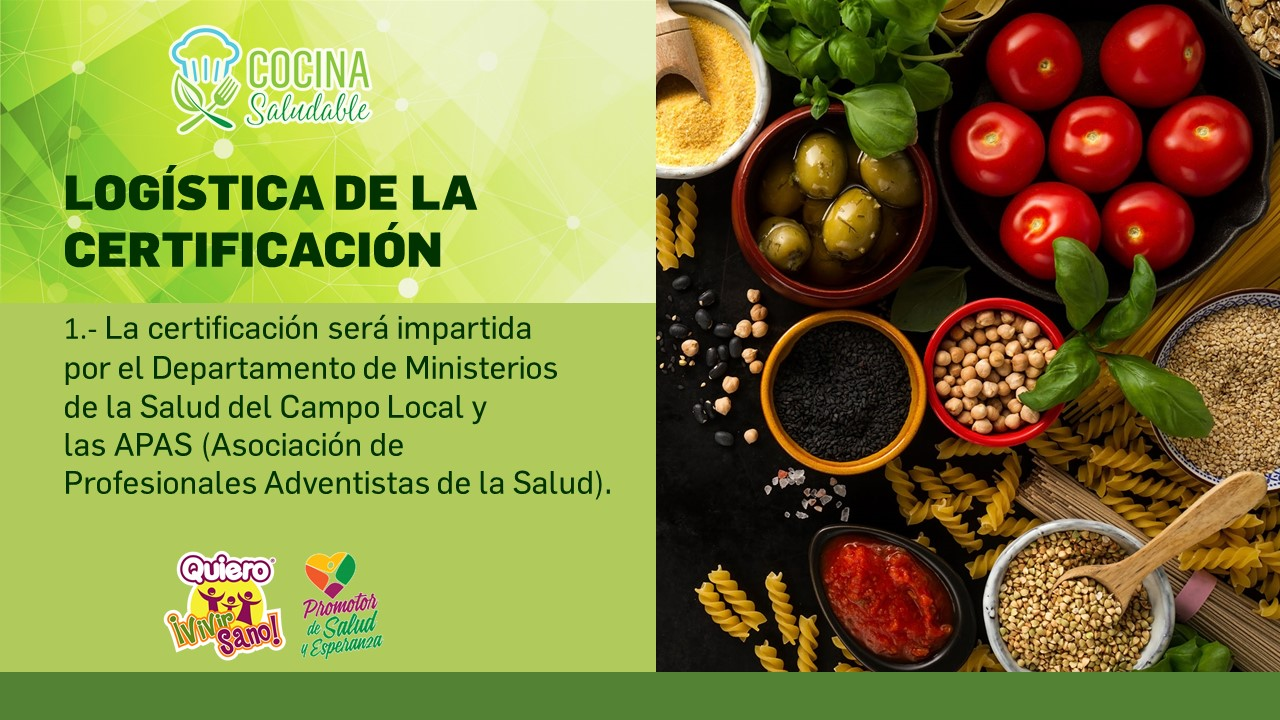 COCINA
Saludable
LOGÍSTICA DE LA
CERTIFICACIÓN
1.- La certificación será impartida
por el Departamento de Ministerios
de la Salud del Campo Local y
las APAS (Asociación de
Profesionales Adventistas de la Salud).
Quiero
¡Vivir
Sano!
Promotor
de Salud
y Esperanza